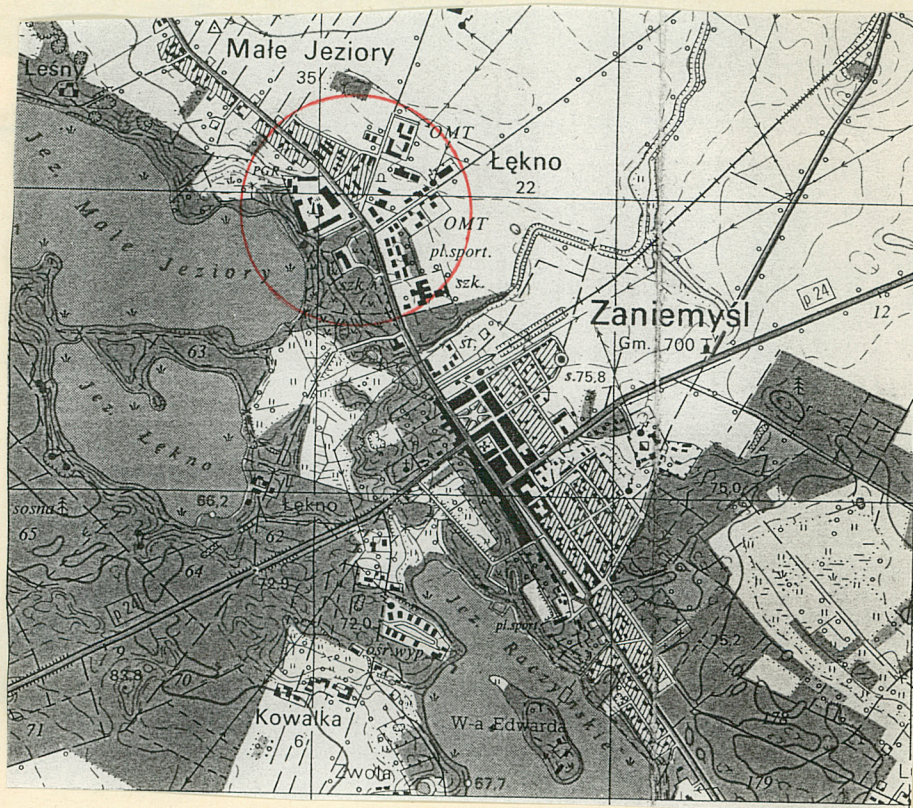 Małe Jeziory
35
Leśny
OMT
Łękno
22
PGR
Jez. Małe Jeziory
OMT
pl.sport.
szk.
szk.
Zaniemyśl
Gm. 700 T
p 24
12
63
st.
s.75,8
Jez. Łękno
66,2
Łękno
75,0
sosna
65
62
64
72,9
p 24
72,0
pl.sport.
75,2
9
ośr.wyp.
83,8
70
Jez. Raczyńskie
71
Kowalka
6
W-a Edwarda
178
Zwola
67,7
179